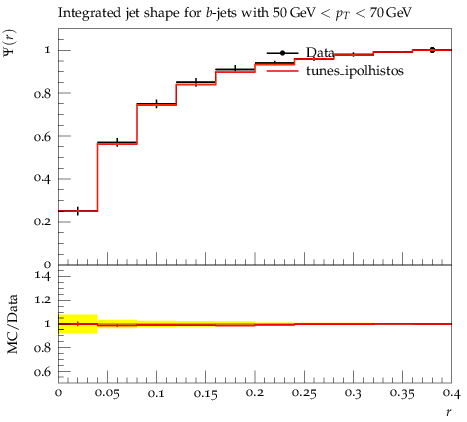 Integrated jet shape for b-jets with 50 GeV < p_T < 70 GeV
Ψ(r)
Data
tunes_ipolhistos
1
0.8
0.6
0.4
0.2
0
MC/Data
1.4
1.2
1
0.8
0.6
0 0.05 0.1 0.15 0.2 0.25 0.3 0.35 0.4
r